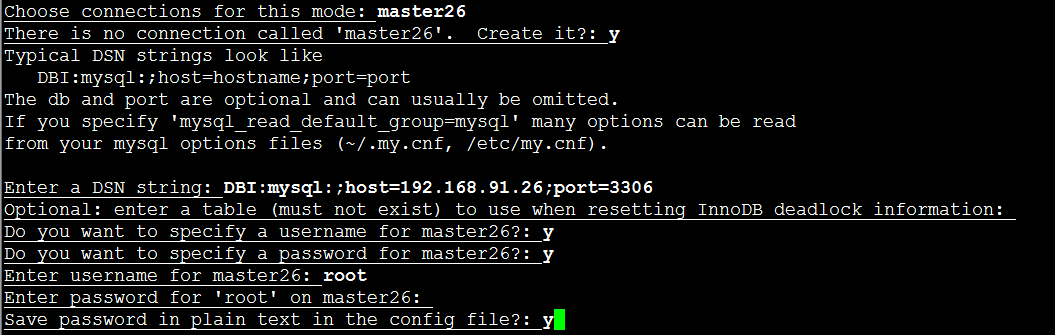 Choose connections for this mode: master26
There is no connection called 'master26'.  Create it?: y
Typical DSN strings look like
   DBI:mysql:;host=hostname;port=port
The db and port are optional and can usually be omitted.
If you specify 'mysql_read_default_group=mysql' many options can be read
from your mysql options files (~/.my.cnf, /etc/my.cnf).
Enter a DSN string: DBI:mysql:;host=192.168.91.26;port=3306
Optional: enter a table (must not exist) to use when resetting InnoDB deadlock information:
Do you want to specify a username for master26?: y
Do you want to specify a password for master26?: y
Enter username for master26: root
Enter password for 'root' on master26:
Save password in plain text in the config file?: y